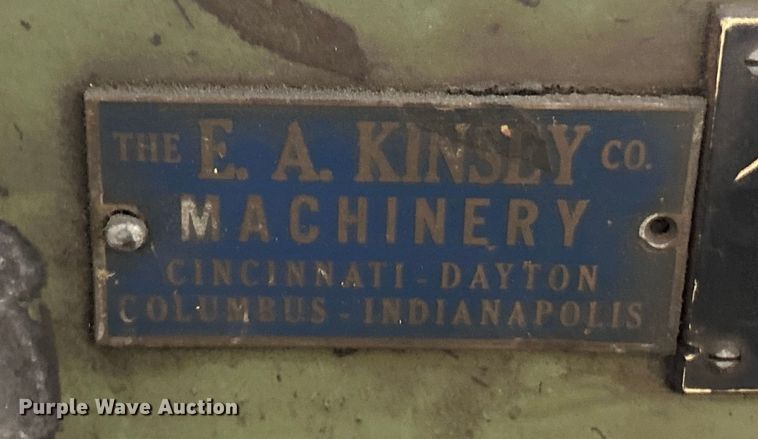 THE E. A. KINSEY CO.
MACHINERY
CINCINNATI - DAYTON
COLUMBUS - INDIANAPOLIS
Purple Wave Auction